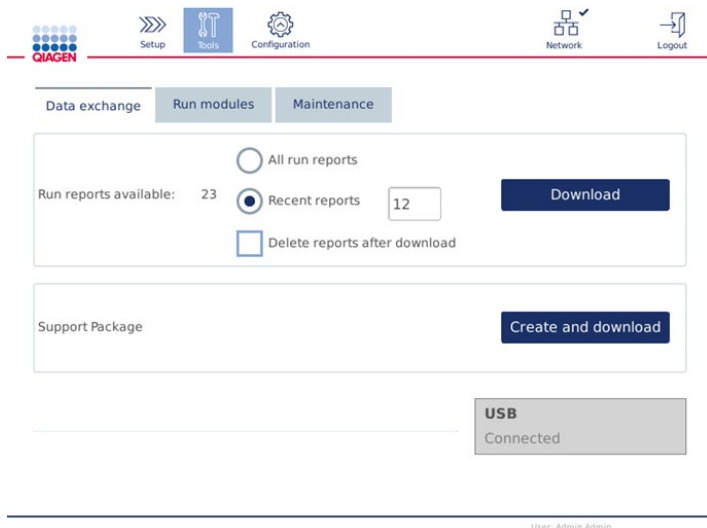 QIAGEN
Setup
Tools
Configuration
Network
Logout
Data exchange
Run modules
Maintenance
All run reports
Run reports available: 23
Recent reports 12
Download
Delete reports after download
Support Package
Create and download
USB
Connected
User: Admin Admin